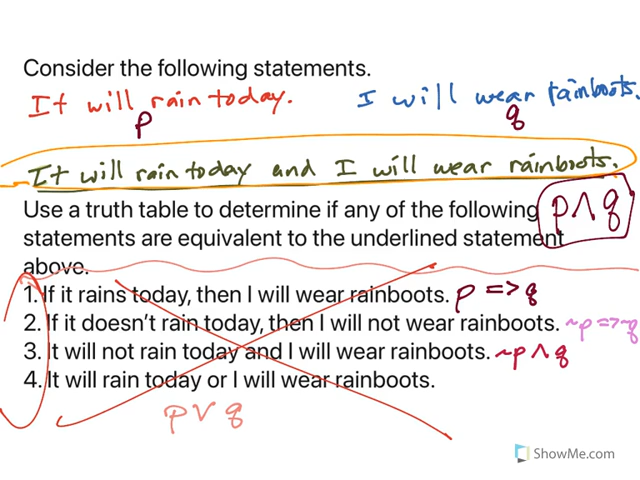 Consider the following statements.
It will rain today. I will wear rainboots.
p q
It will rain today and I will wear rainboots.
Use a truth table to determine if any of the following p ∧ q
statements are equivalent to the underlined statement
above.
1. If it rains today, then I will wear rainboots. p => q
2. If it doesn't rain today, then I will not wear rainboots. ~p => ~q
3. It will not rain today and I will wear rainboots. ~p ∧ q
4. It will rain today or I will wear rainboots.
p ∨ q
ShowMe.com